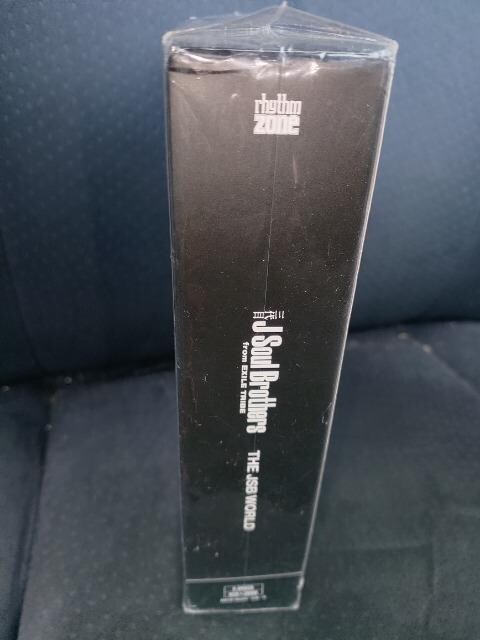 rhythm
zone
三代目
J Soul Brothers
from EXILE TRIBE
THE JSB WORLD